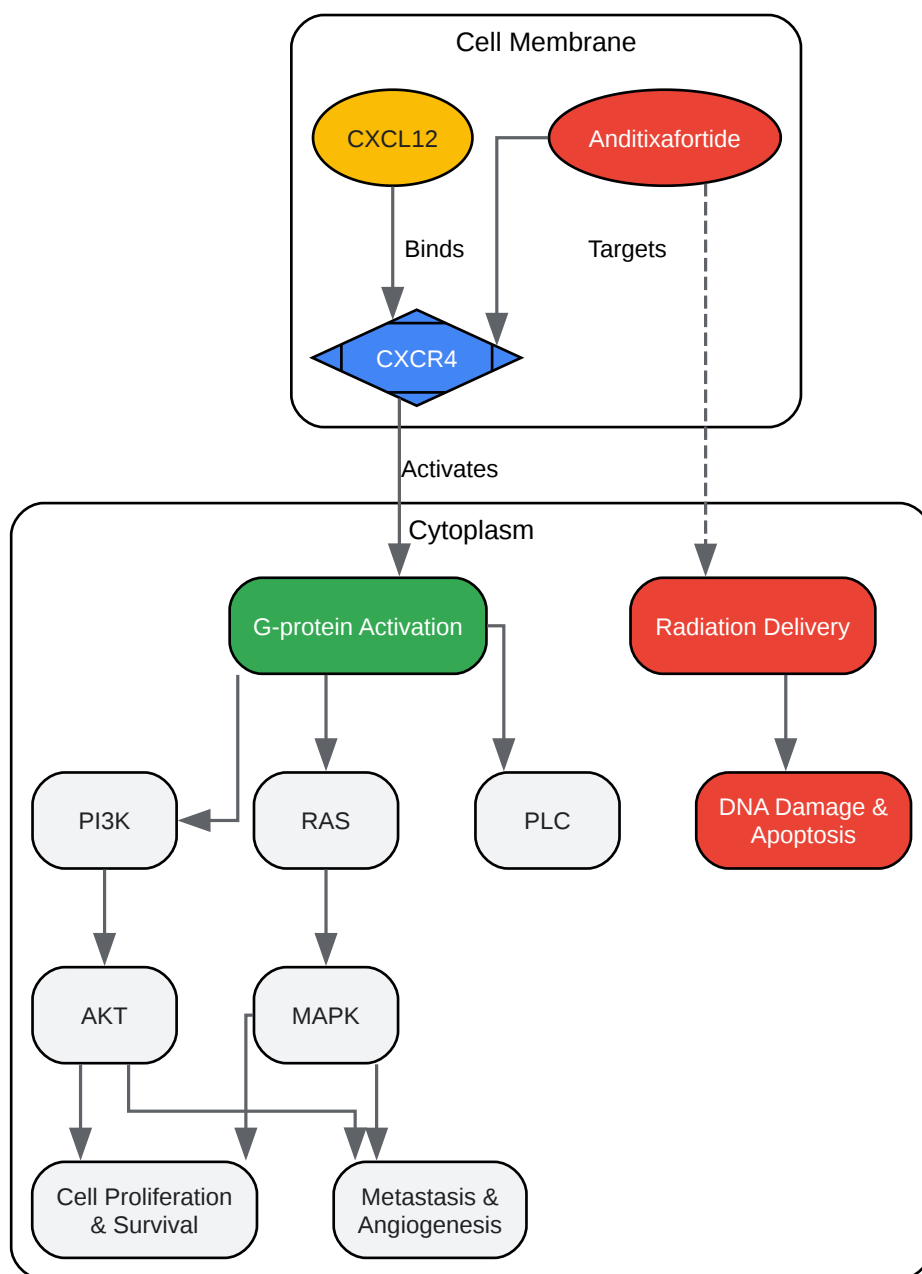 Cell Membrane
CXCL12
Anditixafortide
Binds
Targets
CXCR4
Activates
Cytoplasm
G-protein Activation
Radiation Delivery
PI3K
RAS
PLC
DNA Damage &
Apoptosis
AKT
MAPK
Cell Proliferation
& Survival
Metastasis &
Angiogenesis